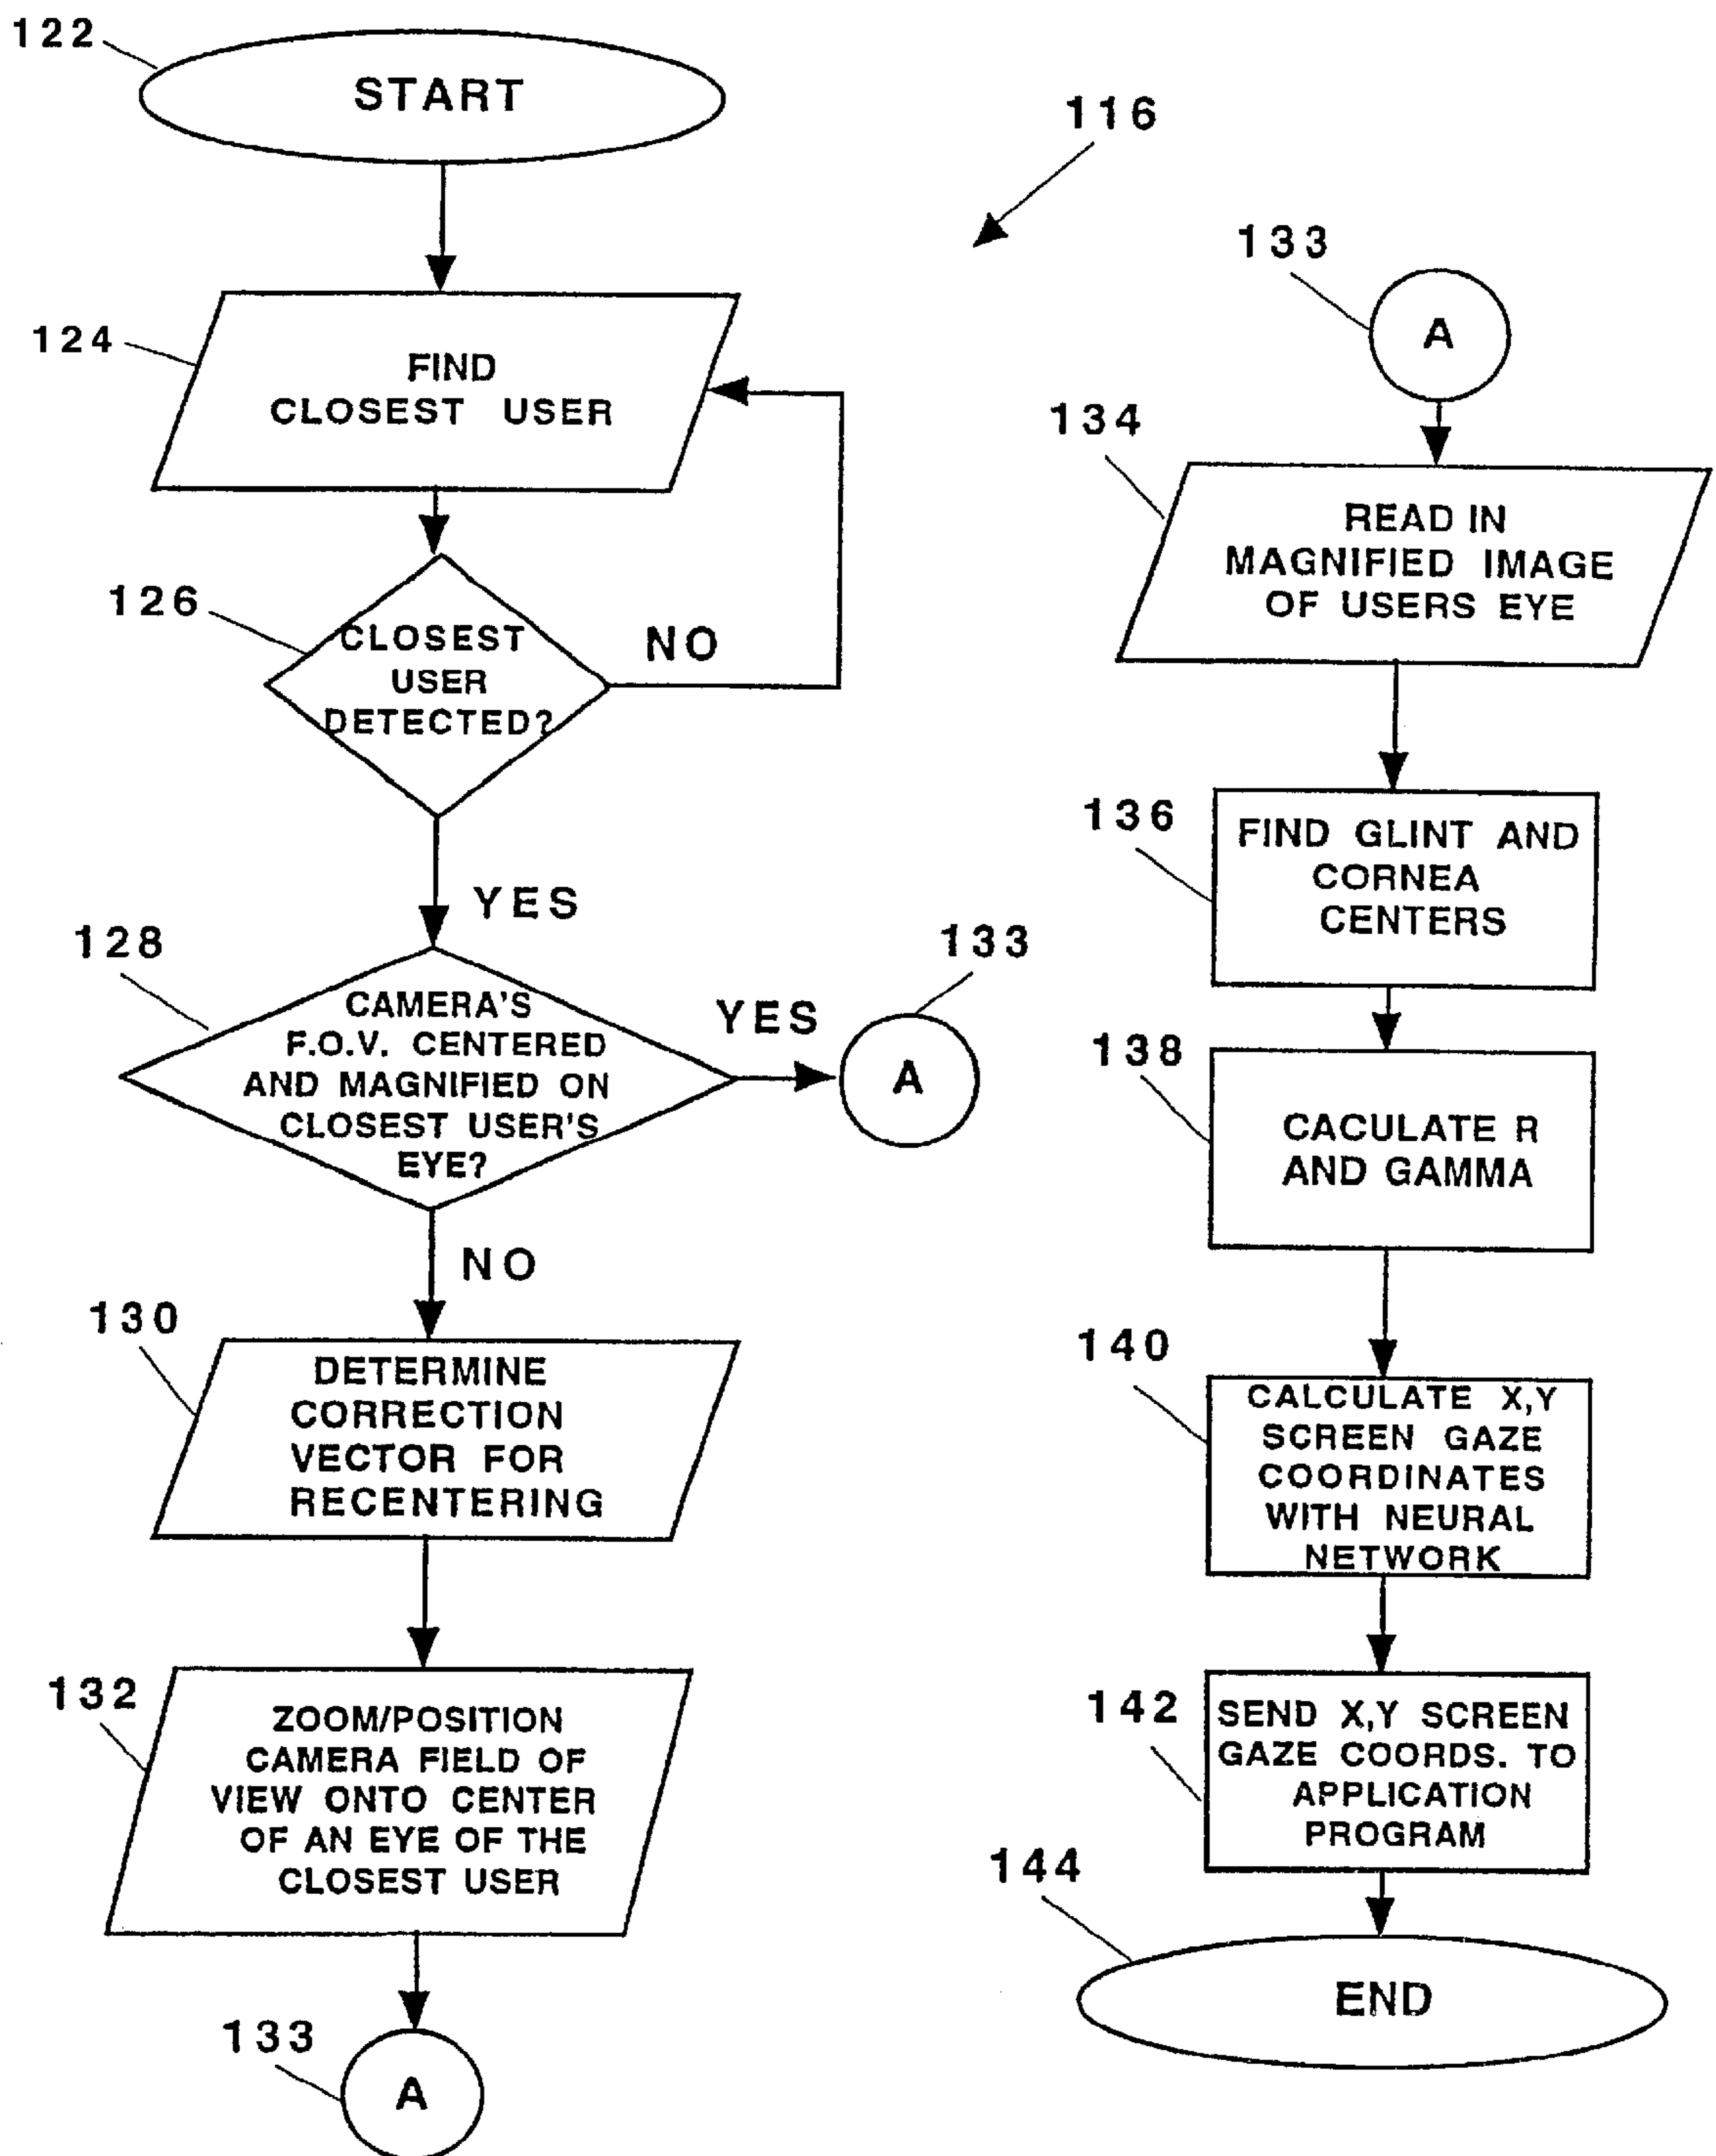 122
START
116
124
FIND
CLOSEST USER
126
CLOSEST
USER
DETECTED?
NO
YES
128
CAMERA'S
F.O.V. CENTERED
AND MAGNIFIED ON
CLOSEST USER'S
EYE?
YES
133
A
NO
130
DETERMINE
CORRECTION
VECTOR FOR
RECENTERING
132
ZOOM/POSITION
CAMERA FIELD OF
VIEW ONTO CENTER
OF AN EYE OF THE
CLOSEST USER
133
A
133
A
134
READ IN
MAGNIFIED IMAGE
OF USERS EYE
136
FIND GLINT AND
CORNEA
CENTERS
138
CACULATE R
AND GAMMA
140
CALCULATE X,Y
SCREEN GAZE
COORDINATES
WITH NEURAL
NETWORK
142
SEND X,Y SCREEN
GAZE COORDS. TO
APPLICATION
PROGRAM
144
END